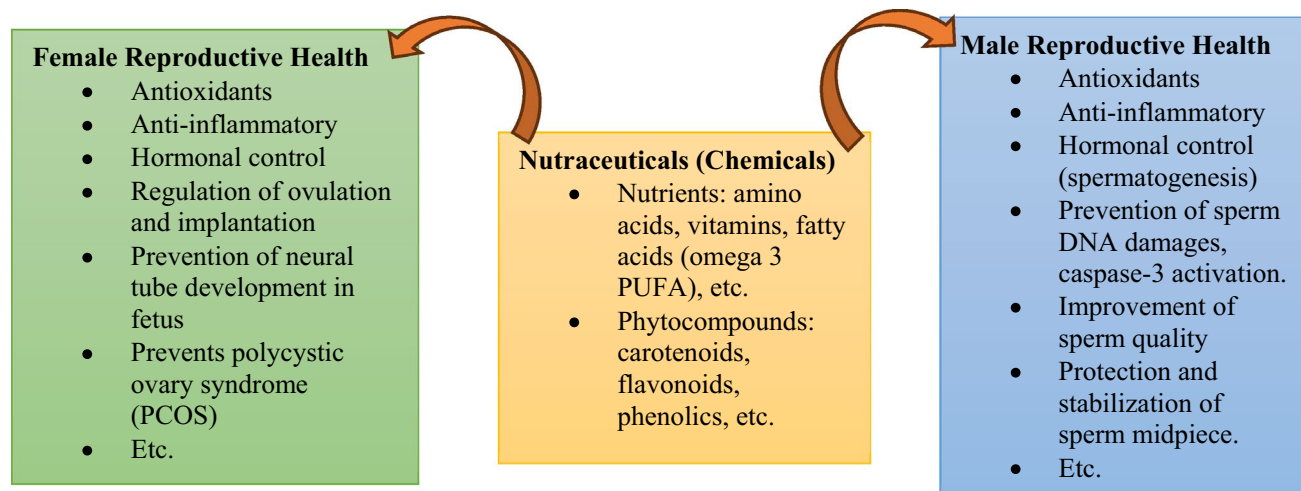 Female Reproductive Health
• Antioxidants
• Anti-inflammatory
• Hormonal control
• Regulation of ovulation
and implantation
• Prevention of neural
tube development in
fetus
• Prevents polycystic
ovary syndrome
(PCOS)
• Etc.
Nutraceuticals (Chemicals)
• Nutrients: amino
acids, vitamins, fatty
acids (omega 3
PUFA), etc.
• Phytocompounds:
carotenoids,
flavonoids,
phenolics, etc.
Male Reproductive Health
• Antioxidants
• Anti-inflammatory
• Hormonal control
(spermatogenesis)
• Prevention of sperm
DNA damages,
caspase-3 activation.
• Improvement of
sperm quality
• Protection and
stabilization of
sperm midpiece.
• Etc.